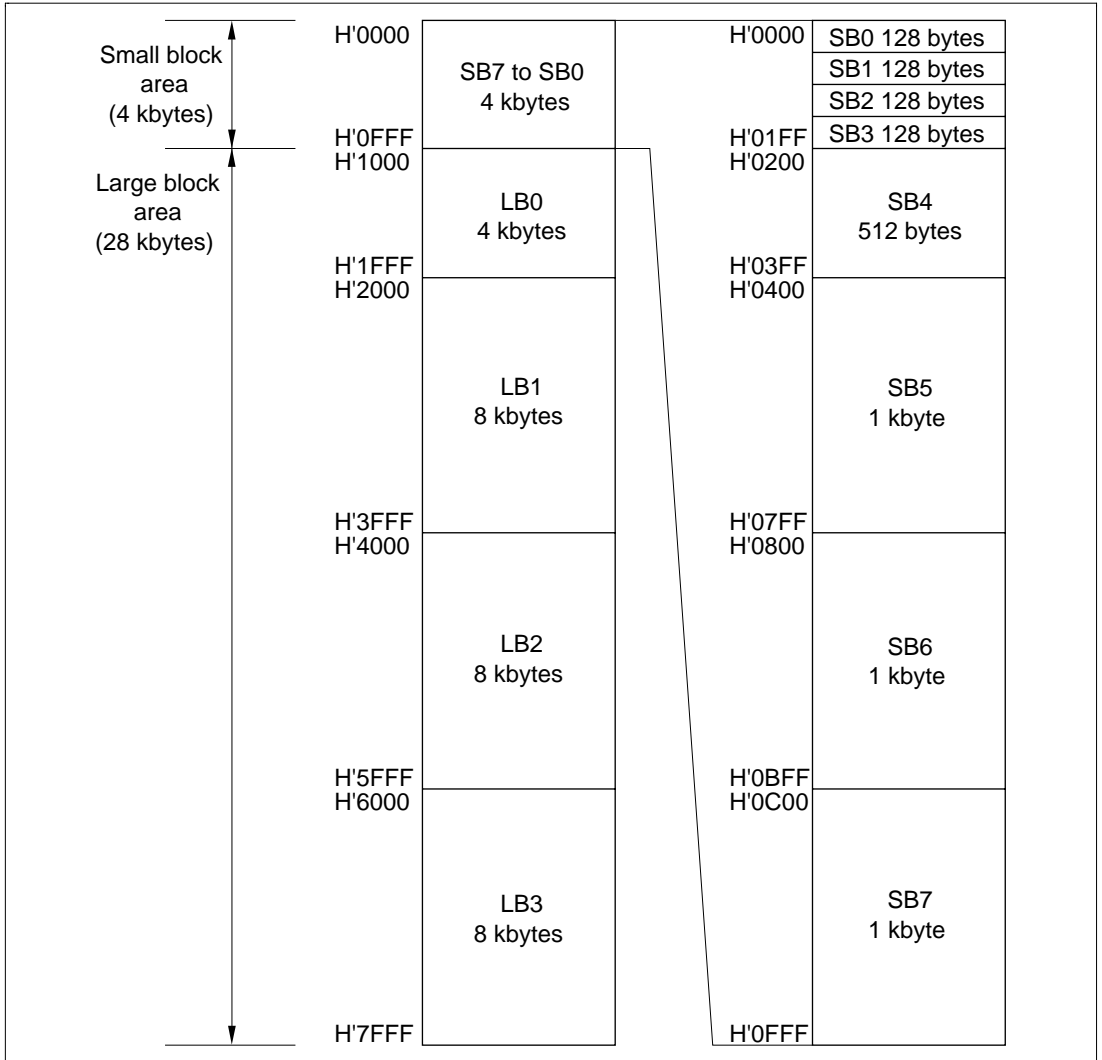 Small block
area
(4 kbytes)
Large block
area
(28 kbytes)
H'0000
SB7 to SB0
4 kbytes
H'0FFF
H'1000
LB0
4 kbytes
H'1FFF
H'2000
LB1
8 kbytes
H'3FFF
H'4000
LB2
8 kbytes
H'5FFF
H'6000
LB3
8 kbytes
H'7FFF
H'0000
SB0 128 bytes
SB1 128 bytes
SB2 128 bytes
SB3 128 bytes
H'01FF
H'0200
SB4
512 bytes
H'03FF
H'0400
SB5
1 kbyte
H'07FF
H'0800
SB6
1 kbyte
H'0BFF
H'0C00
SB7
1 kbyte
H'0FFF